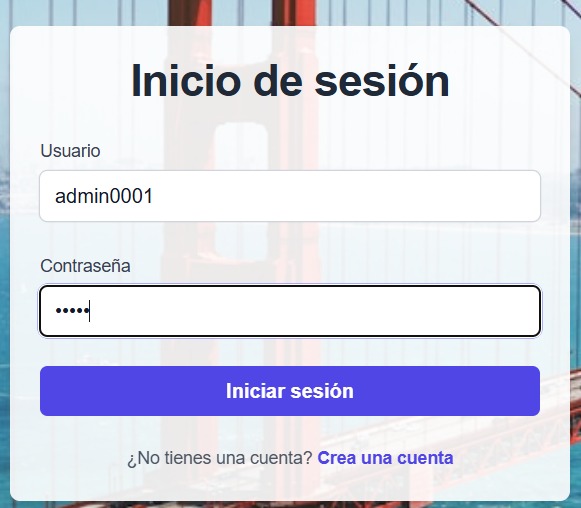 Inicio de sesión
Usuario
admin0001
Contraseña
•••••
Iniciar sesión
¿No tienes una cuenta? Crea una cuenta